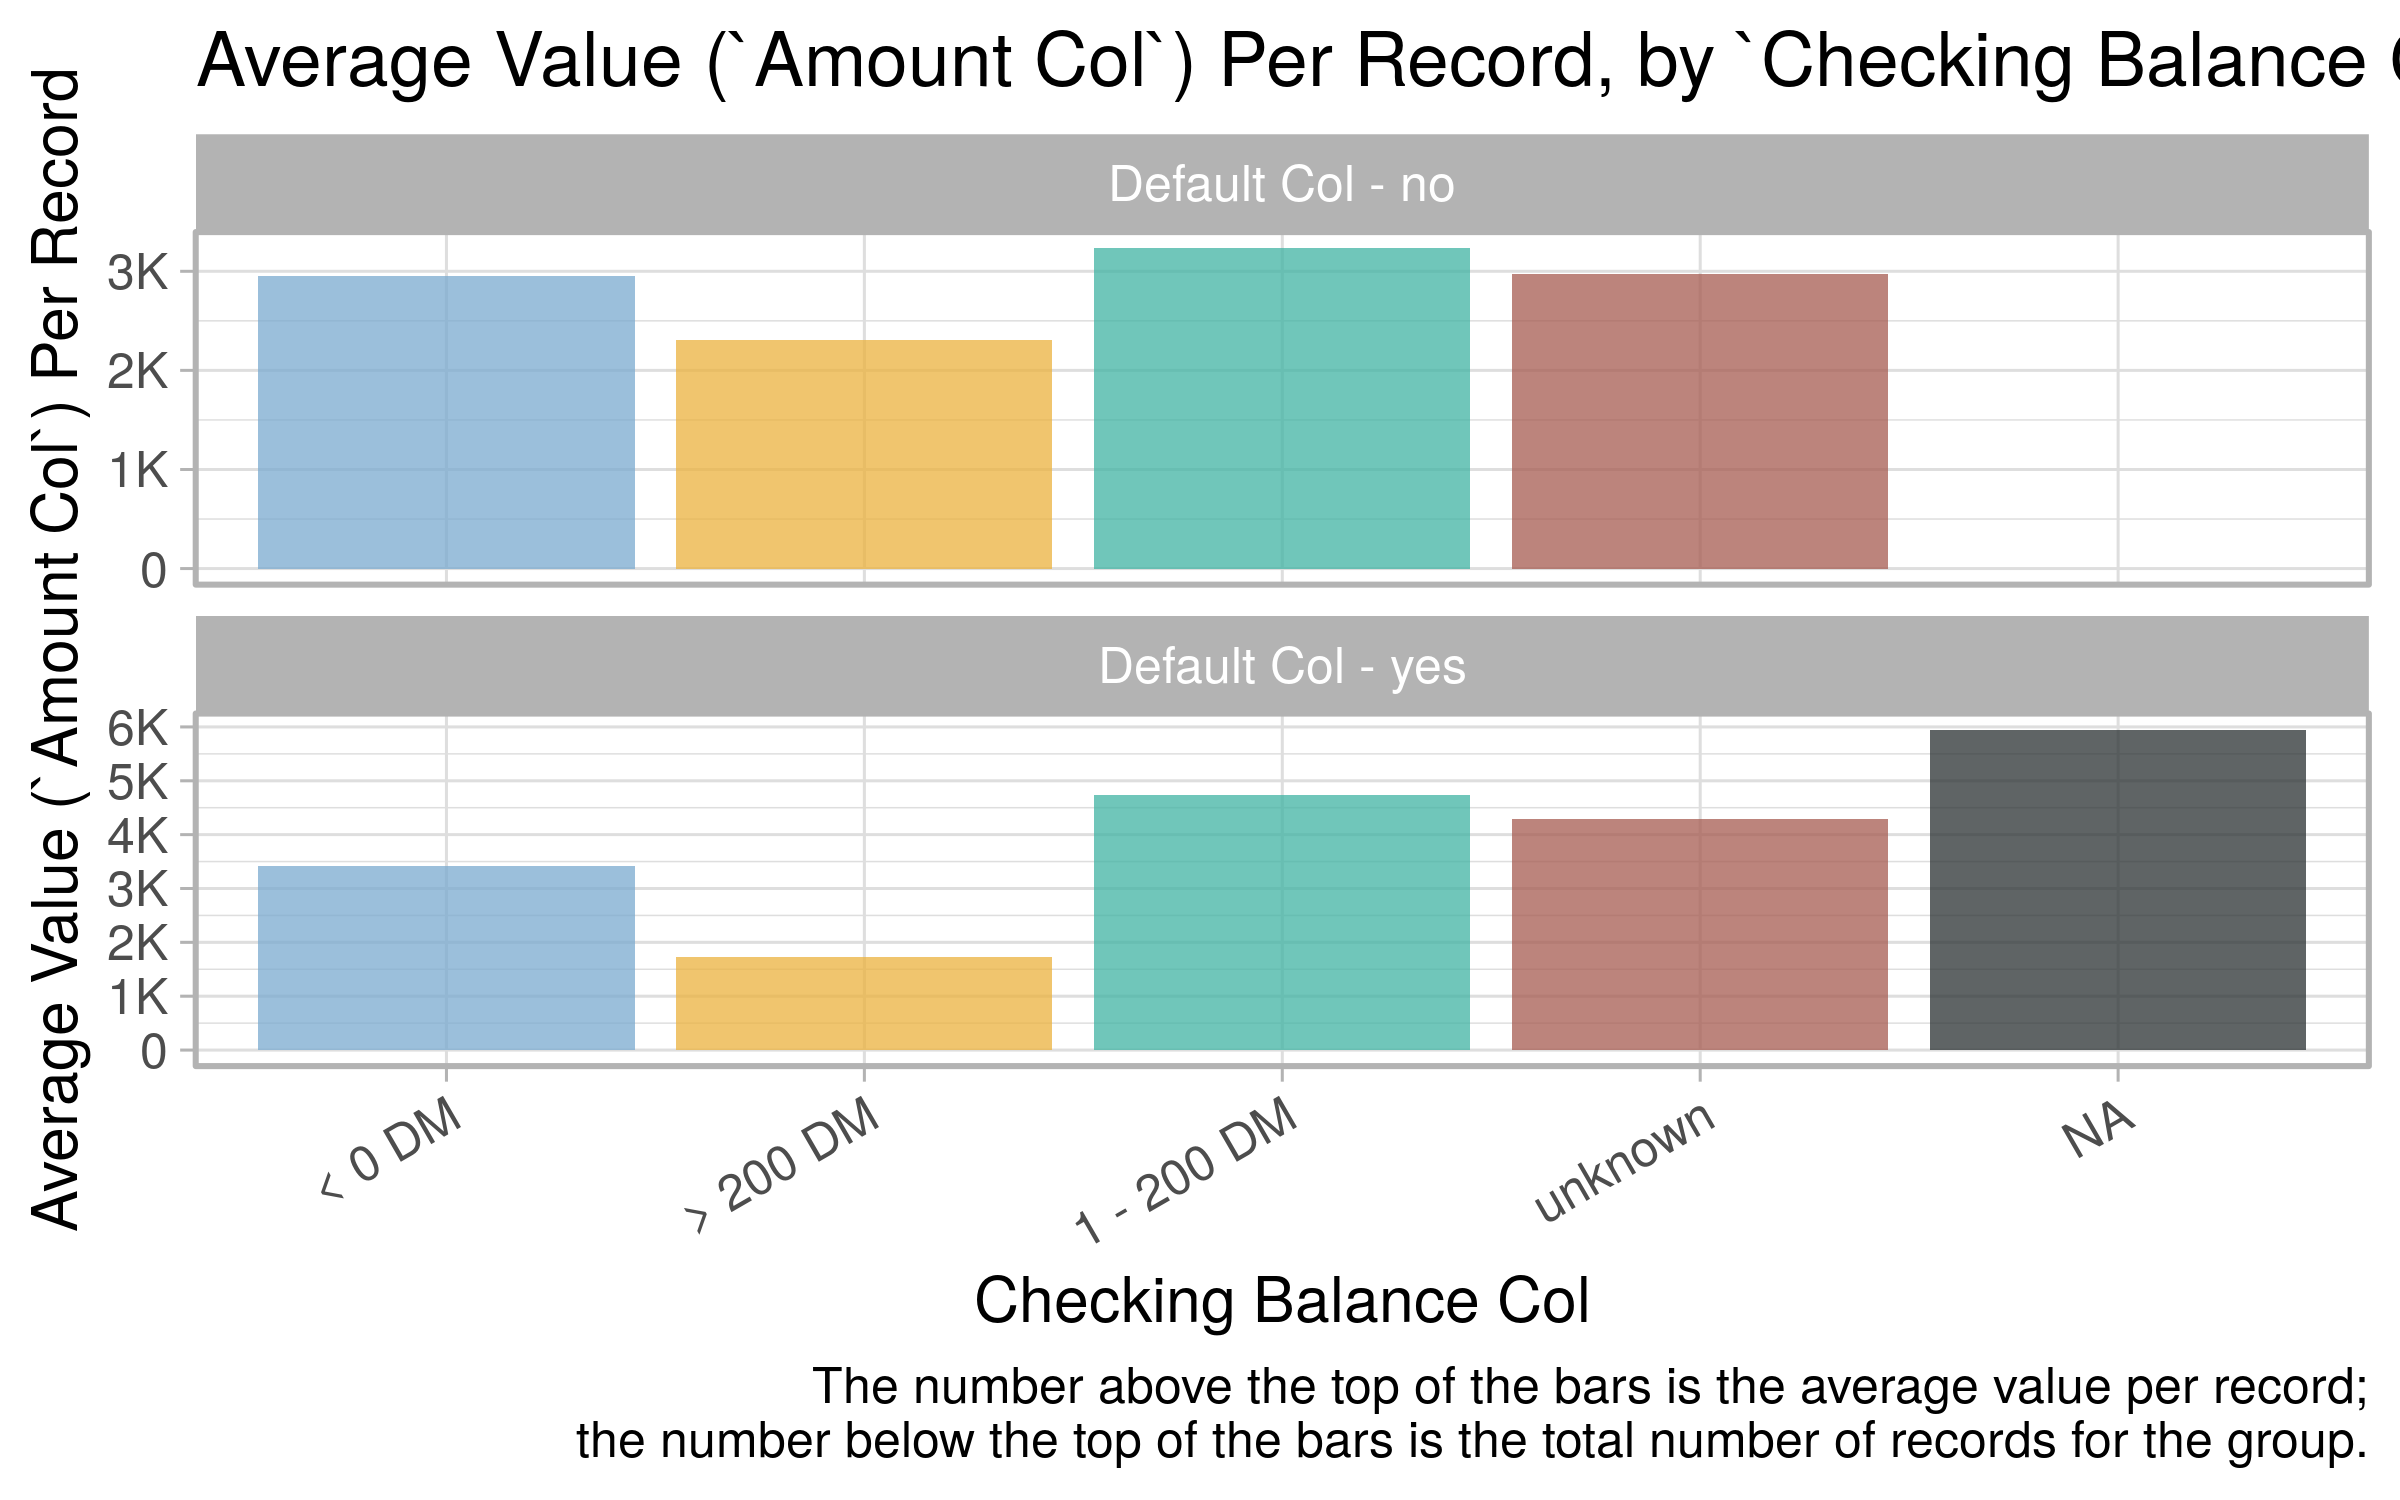 Average Value (`Amount Col`) Per Record, by `Checking Balance
Average Value (`Amount Col`) Per Record
Default Col - no
3K
2K
1K
0
Default Col - yes
6K
5K
4K
3K
2K
1K
0
< 0 DM
> 200 DM
1 - 200 DM
unknown
NA
Checking Balance Col
The number above the top of the bars is the average value per record;
the number below the top of the bars is the total number of records for the group.